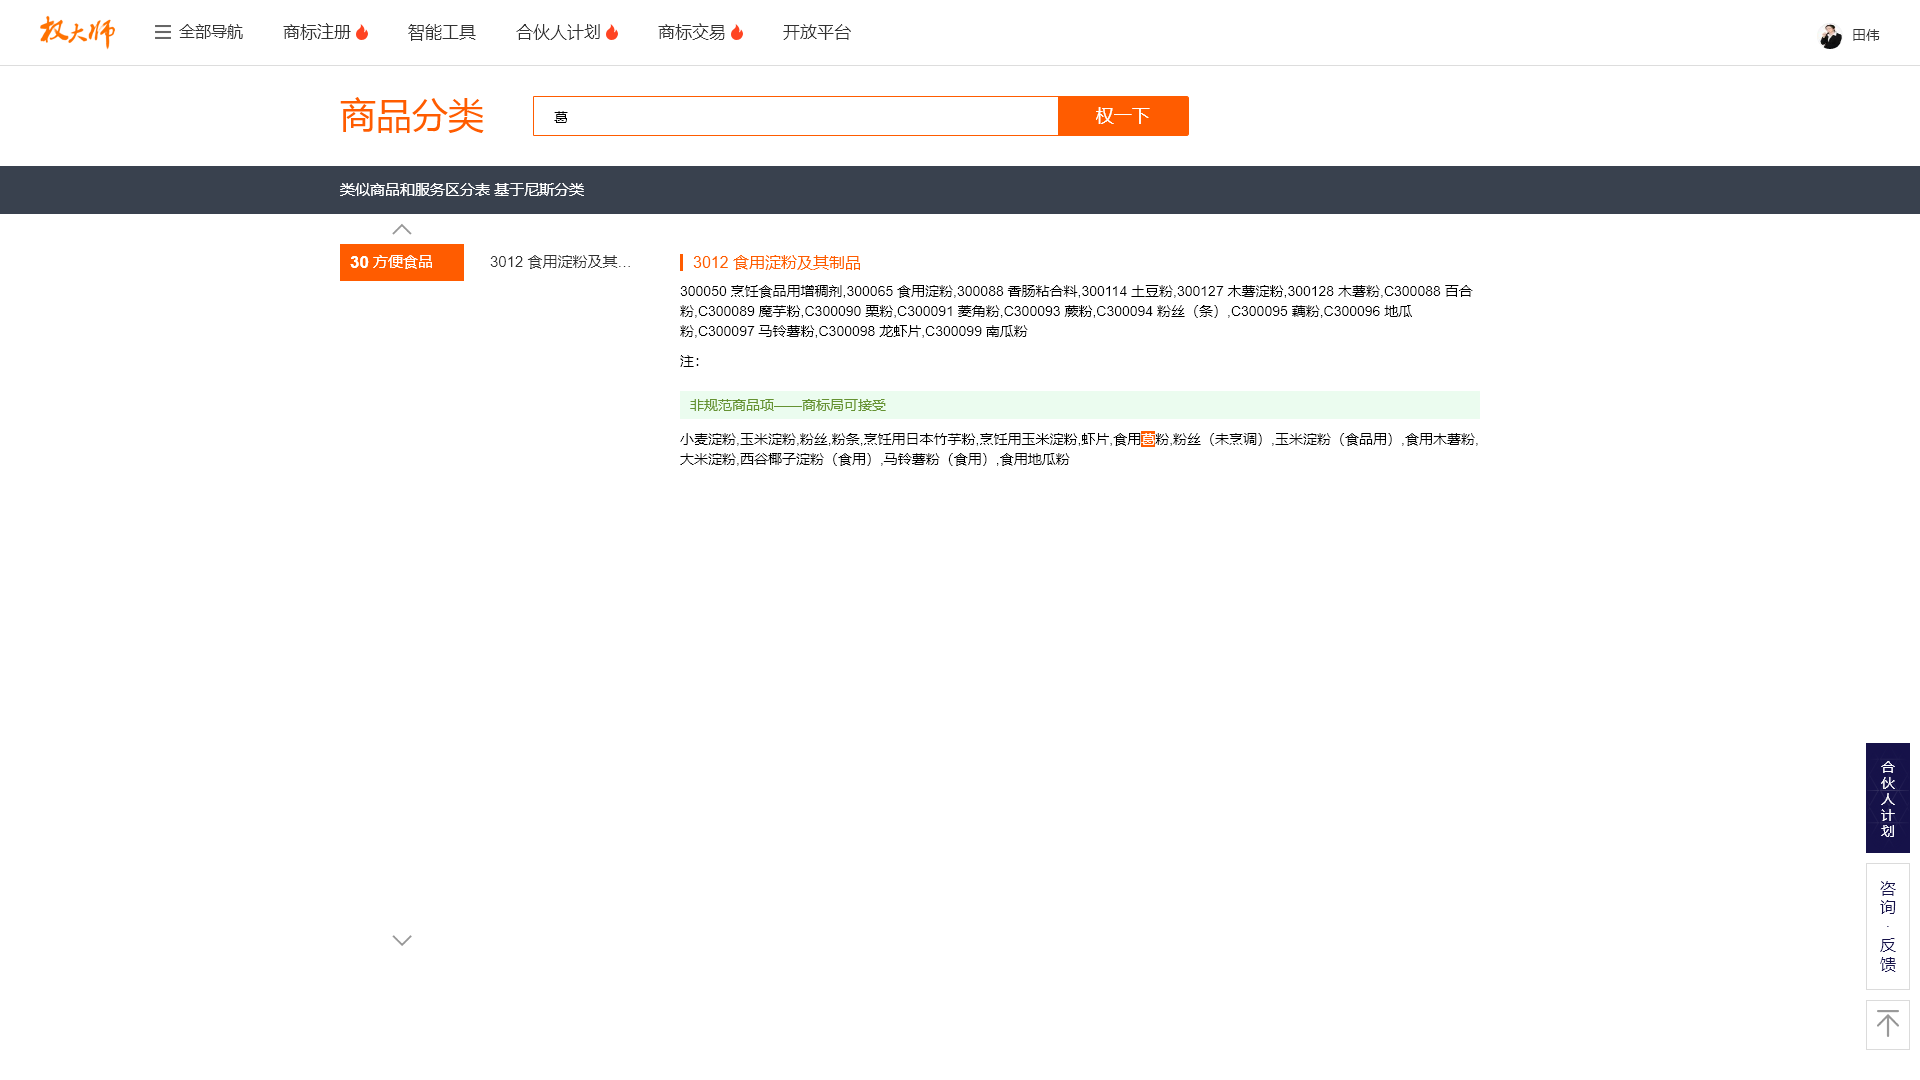 权大师
全部导航
商标注册
智能工具
合伙人计划
商标交易
开放平台
田伟
商品分类
葛
权一下
类似商品和服务区分表 基于尼斯分类
30 方便食品
3012 食用淀粉及其...
3012 食用淀粉及其制品
300050 烹饪食品用增稠剂,300065 食用淀粉,300088 香肠粘合料,300114 土豆粉,300127 木薯淀粉,300128 木薯粉,C300088 百合
粉,C300089 魔芋粉,C300090 栗粉,C300091 菱角粉,C300093 蕨粉,C300094 粉丝（条）,C300095 藕粉,C300096 地瓜
粉,C300097 马铃薯粉,C300098 龙虾片,C300099 南瓜粉
注：
非规范商品项——商标局可接受
小麦淀粉,玉米淀粉,粉丝,粉条,烹饪用日本竹芋粉,烹饪用玉米淀粉,虾片,食用葛粉,粉丝（未烹调）,玉米淀粉（食品用）,食用木薯粉,
大米淀粉,西谷椰子淀粉（食用）,马铃薯粉（食用）,食用地瓜粉
合伙人计划
咨询·反馈